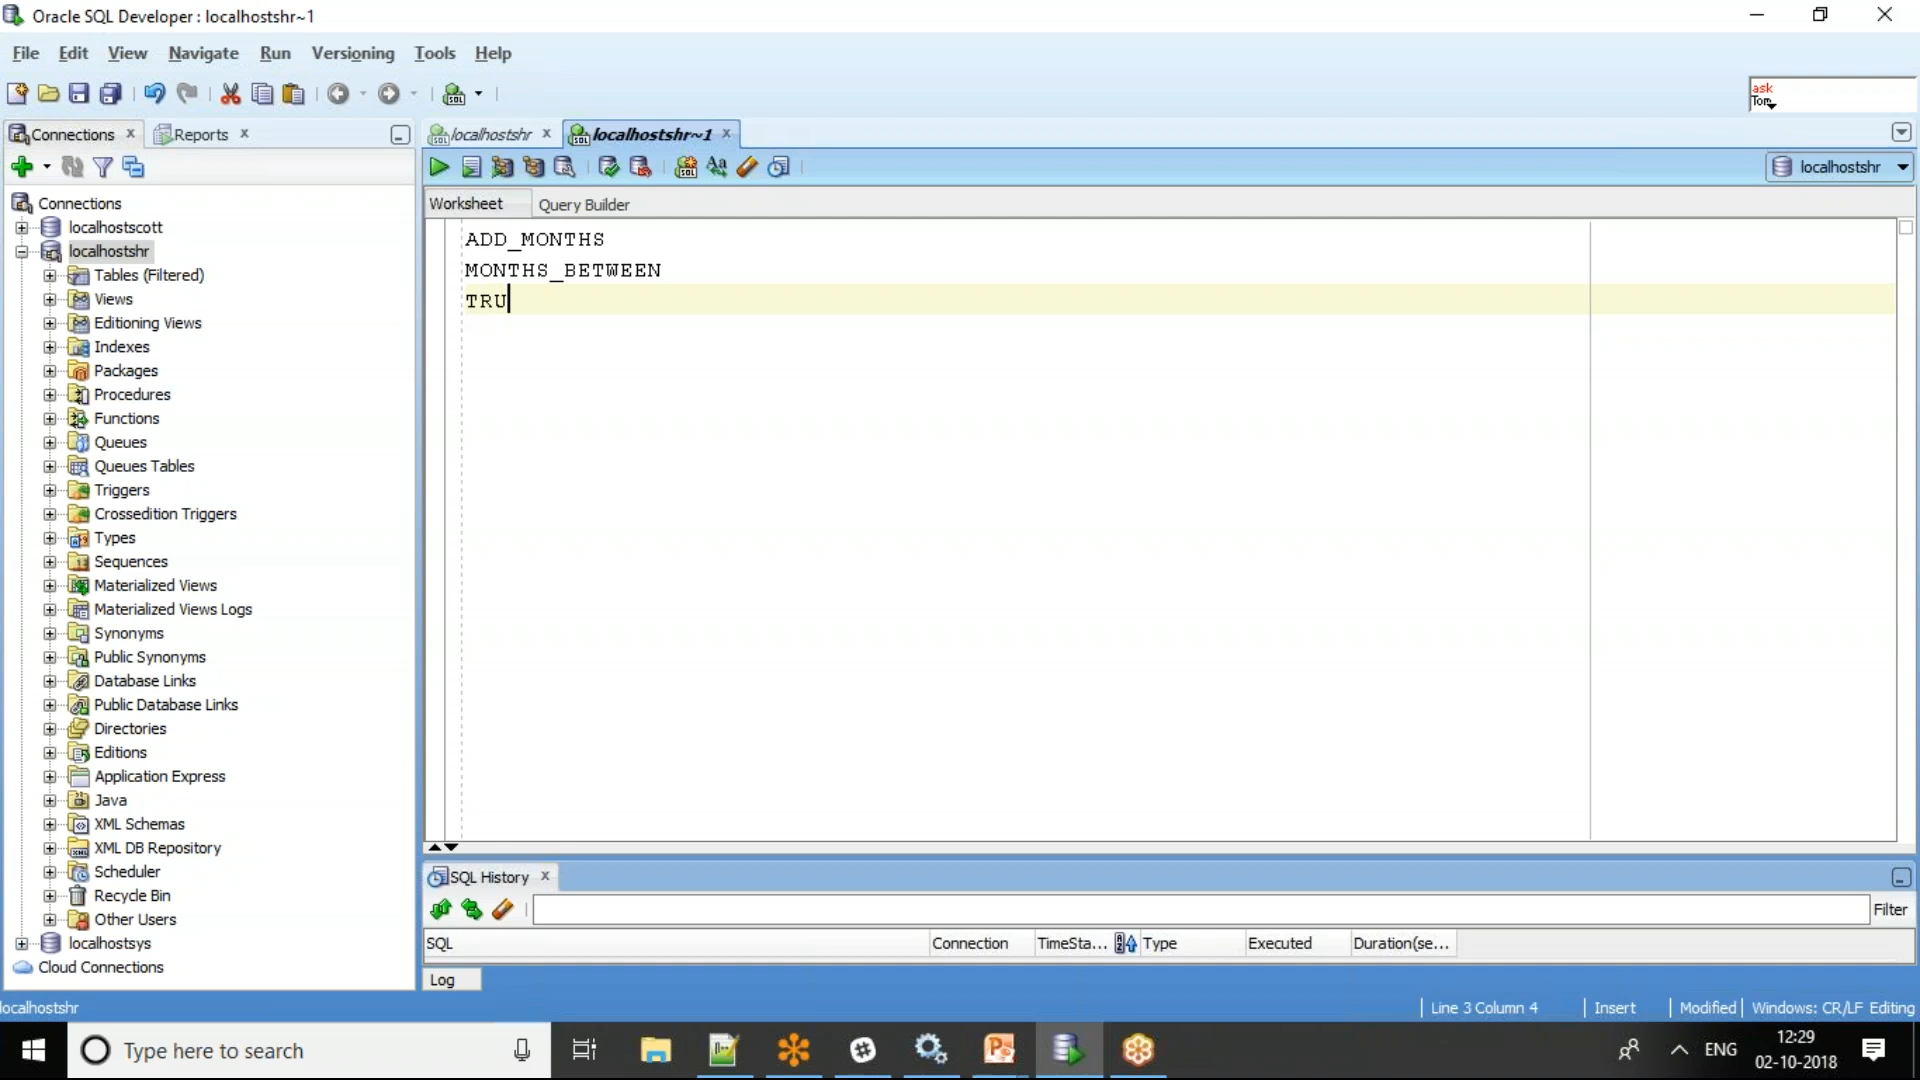 Oracle SQL Developer : localhostshr~1
File Edit View Navigate Run Versioning Tools Help
ask
Tom
Connections Reports
localhostshr localhostshr~1
localhostshr
Worksheet Query Builder
ADD_MONTHS
MONTHS_BETWEEN
TRU
Connections
localhostscott
localhostshr
Tables (Filtered)
Views
Editioning Views
Indexes
Packages
Procedures
Functions
Queues
Queues Tables
Triggers
Crossedition Triggers
Types
Sequences
Materialized Views
Materialized Views Logs
Synonyms
Public Synonyms
Database Links
Public Database Links
Directories
Editions
Application Express
Java
XML Schemas
XML DB Repository
Scheduler
Recycle Bin
Other Users
localhostsys
Cloud Connections
SQL History
Filter
SQL Connection TimeSta... Type Executed Duration(se...
Log
localhostshr
Line 3 Column 4 Insert Modified Windows: CR/LF Editing
Type here to search
ENG
12:29
02-10-2018